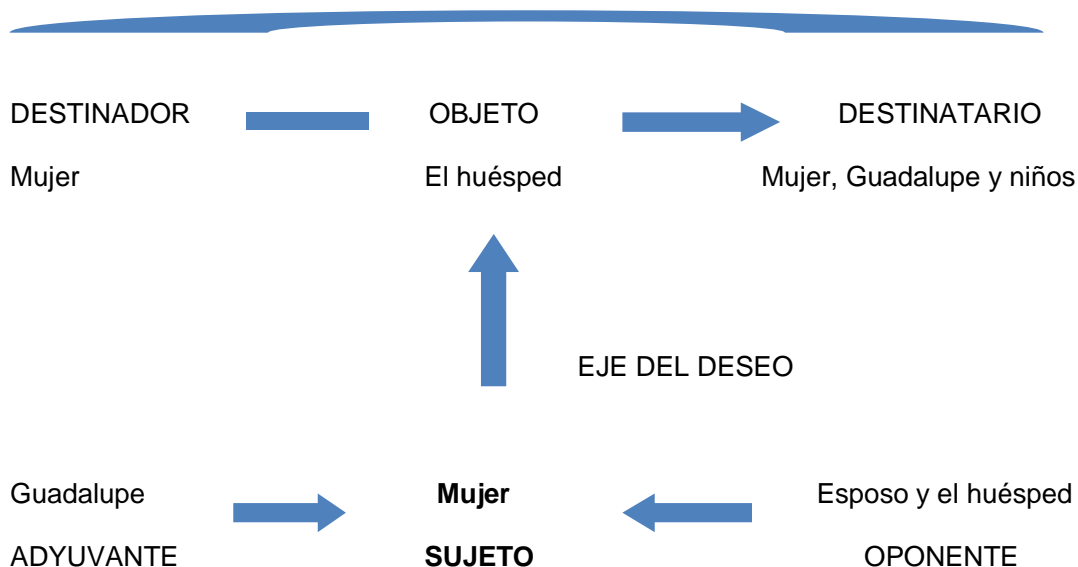 DESTINADOR OBJETO DESTINATARIO
Mujer El huésped Mujer, Guadalupe y niños
EJE DEL DESEO
Guadalupe Mujer Esposo y el huésped
ADYUVANTE SUJETO OPONENTE